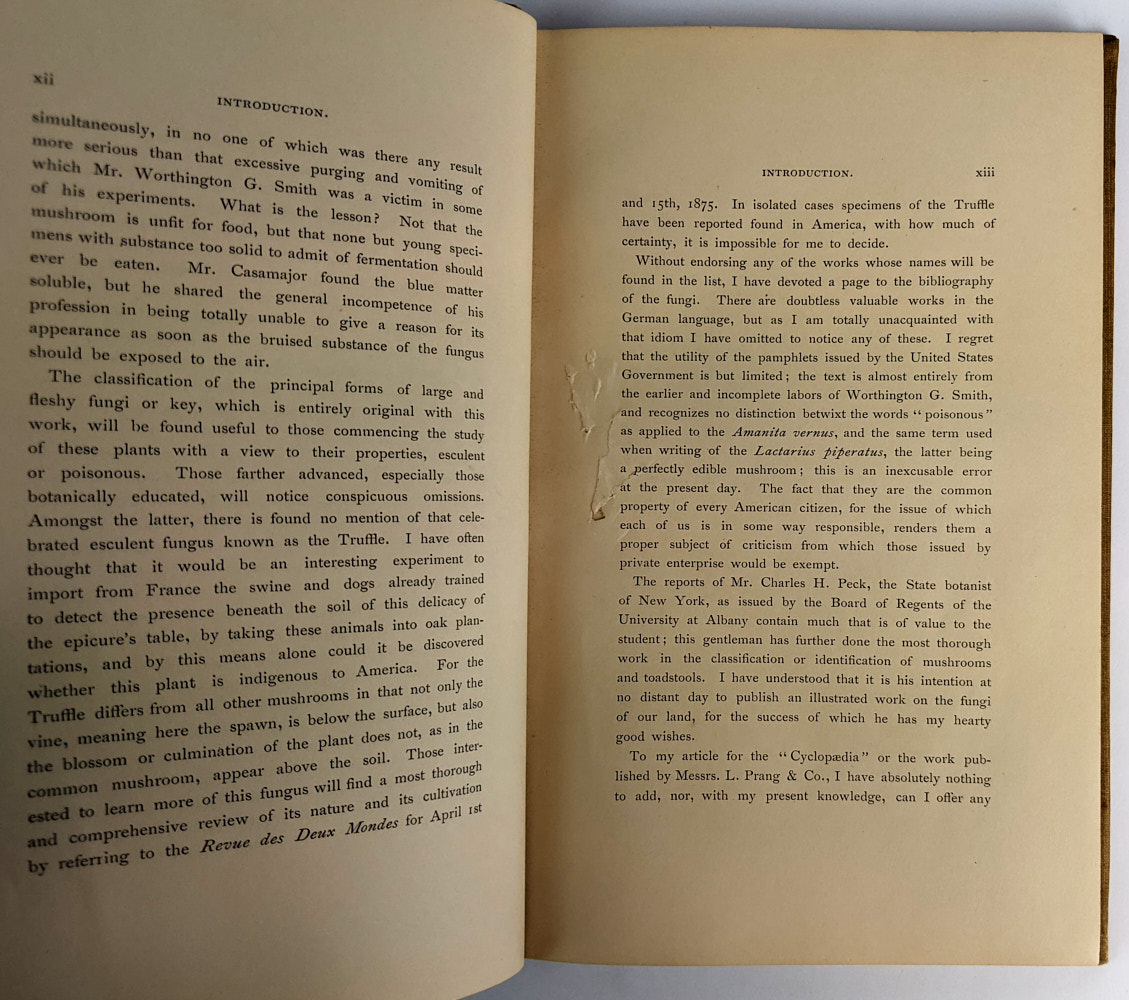 xii
INTRODUCTION.
simultaneously, in no one of which was there any result
more serious than that excessive purging and vomiting of
which Mr. Worthington G. Smith was a victim in some
of his experiments. What is the lesson? Not that the
mushroom is unfit for food, but that none but young speci-
mens with substance too solid to admit of fermentation should
ever be eaten. Mr. Casamajor found the blue matter
soluble, but he shared the general incompetence of his
profession in being totally unable to give a reason for its
appearance as soon as the bruised substance of the fungus
should be exposed to the air.
The classification of the principal forms of large and
fleshy fungi or key, which is entirely original with this
work, will be found useful to those commencing the study
of these plants with a view to their properties, esculent
or poisonous. Those farther advanced, especially those
botanically educated, will notice conspicuous omissions.
Amongst the latter, there is found no mention of that cele-
brated esculent fungus known as the Truffle. I have often
thought that it would be an interesting experiment to
import from France the swine and dogs already trained
to detect the presence beneath the soil of this delicacy of
the epicure's table, by taking these animals into oak plan-
tations, and by this means alone could it be discovered
whether this plant is indigenous to America. For the
Truffle differs from all other mushrooms in that not only the
vine, meaning here the spawn, is below the surface, but also
the blossom or culmination of the plant does not, as in the
common mushroom, appear above the soil. Those inter-
ested to learn more of this fungus will find a most thorough
and comprehensive review of its nature and its cultivation
by referring to the Revue des Deux Mondes for April 1st
INTRODUCTION. xiii
and 15th, 1875. In isolated cases specimens of the Truffle
have been reported found in America, with how much of
certainty, it is impossible for me to decide.
Without endorsing any of the works whose names will be
found in the list, I have devoted a page to the bibliography
of the fungi. There are doubtless valuable works in the
German language, but as I am totally unacquainted with
that idiom I have omitted to notice any of these. I regret
that the utility of the pamphlets issued by the United States
Government is but limited; the text is almost entirely from
the earlier and incomplete labors of Worthington G. Smith,
and recognizes no distinction betwixt the words "poisonous"
as applied to the Amanita vernus, and the same term used
when writing of the Lactarius piperatus, the latter being
a perfectly edible mushroom; this is an inexcusable error
at the present day. The fact that they are the common
property of every American citizen, for the issue of which
each of us is in some way responsible, renders them a
proper subject of criticism from which those issued by
private enterprise would be exempt.
The reports of Mr. Charles H. Peck, the State botanist
of New York, as issued by the Board of Regents of the
University at Albany contain much that is of value to the
student; this gentleman has further done the most thorough
work in the classification or identification of mushrooms
and toadstools. I have understood that it is his intention at
no distant day to publish an illustrated work on the fungi
of our land, for the success of which he has my hearty
good wishes.
To my article for the "Cyclopædia" or the work pub-
lished by Messrs. L. Prang & Co., I have absolutely nothing
to add, nor, with my present knowledge, can I offer any